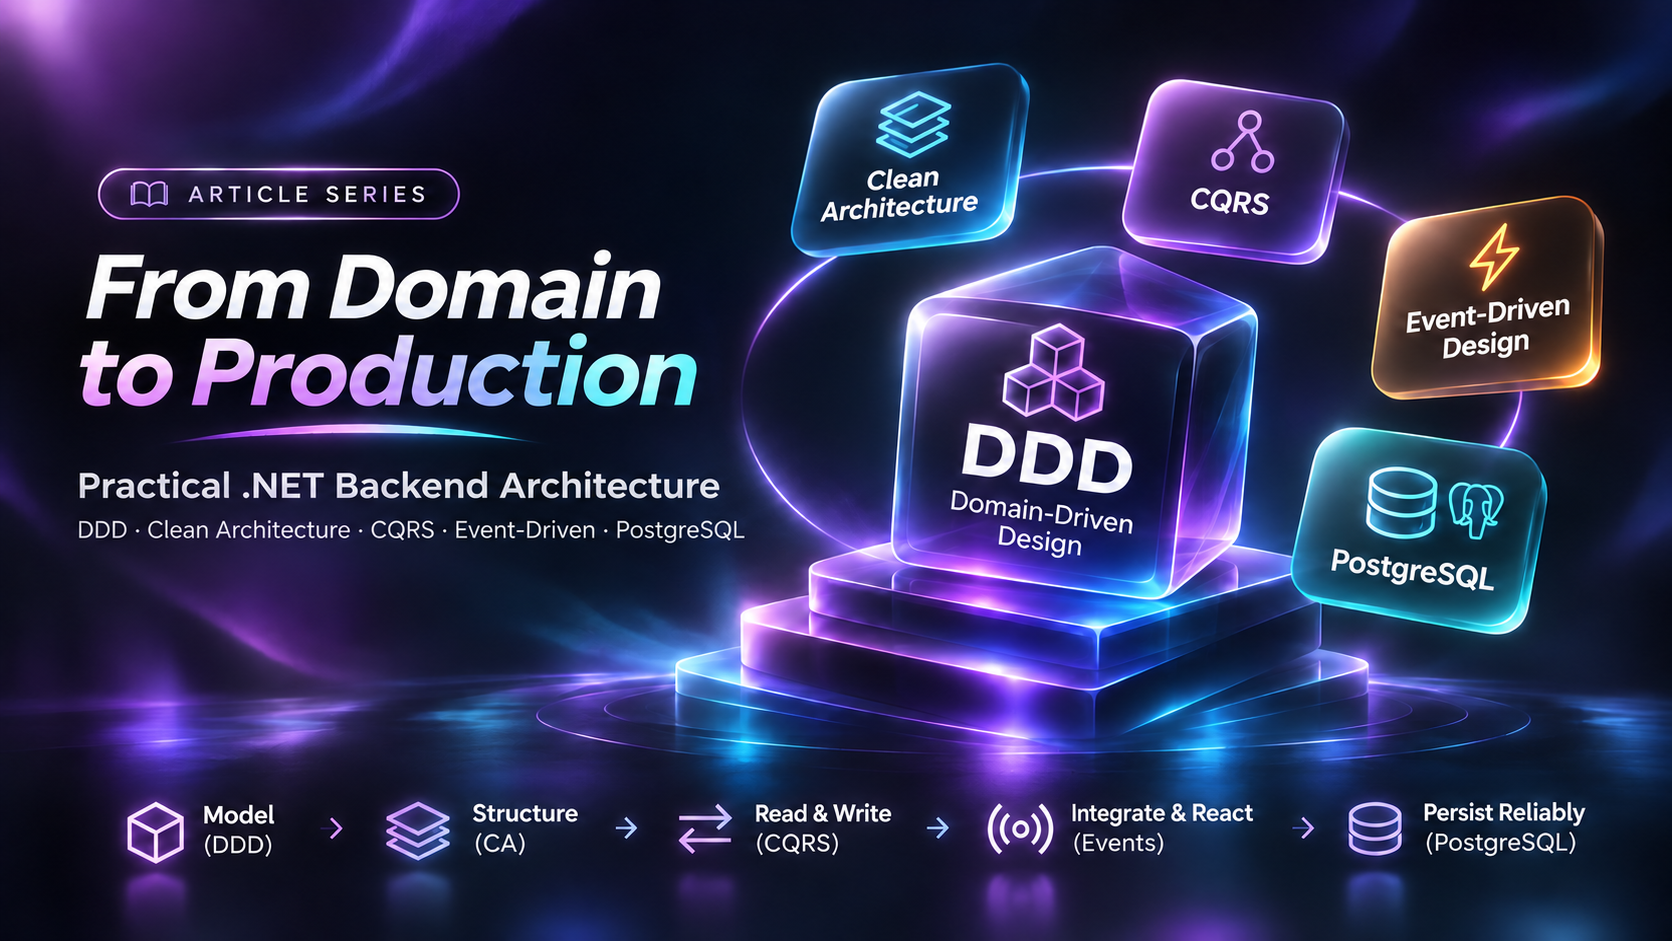 ARTICLE SERIES
From Domain
to Production
Practical .NET Backend Architecture
DDD · Clean Architecture · CQRS · Event-Driven · PostgreSQL
Clean
Architecture
CQRS
Event-Driven
Design
DDD
Domain-Driven
Design
PostgreSQL
Model
(DDD)
Structure
(CA)
Read & Write
(CQRS)
Integrate & React
(Events)
Persist Reliably
(PostgreSQL)